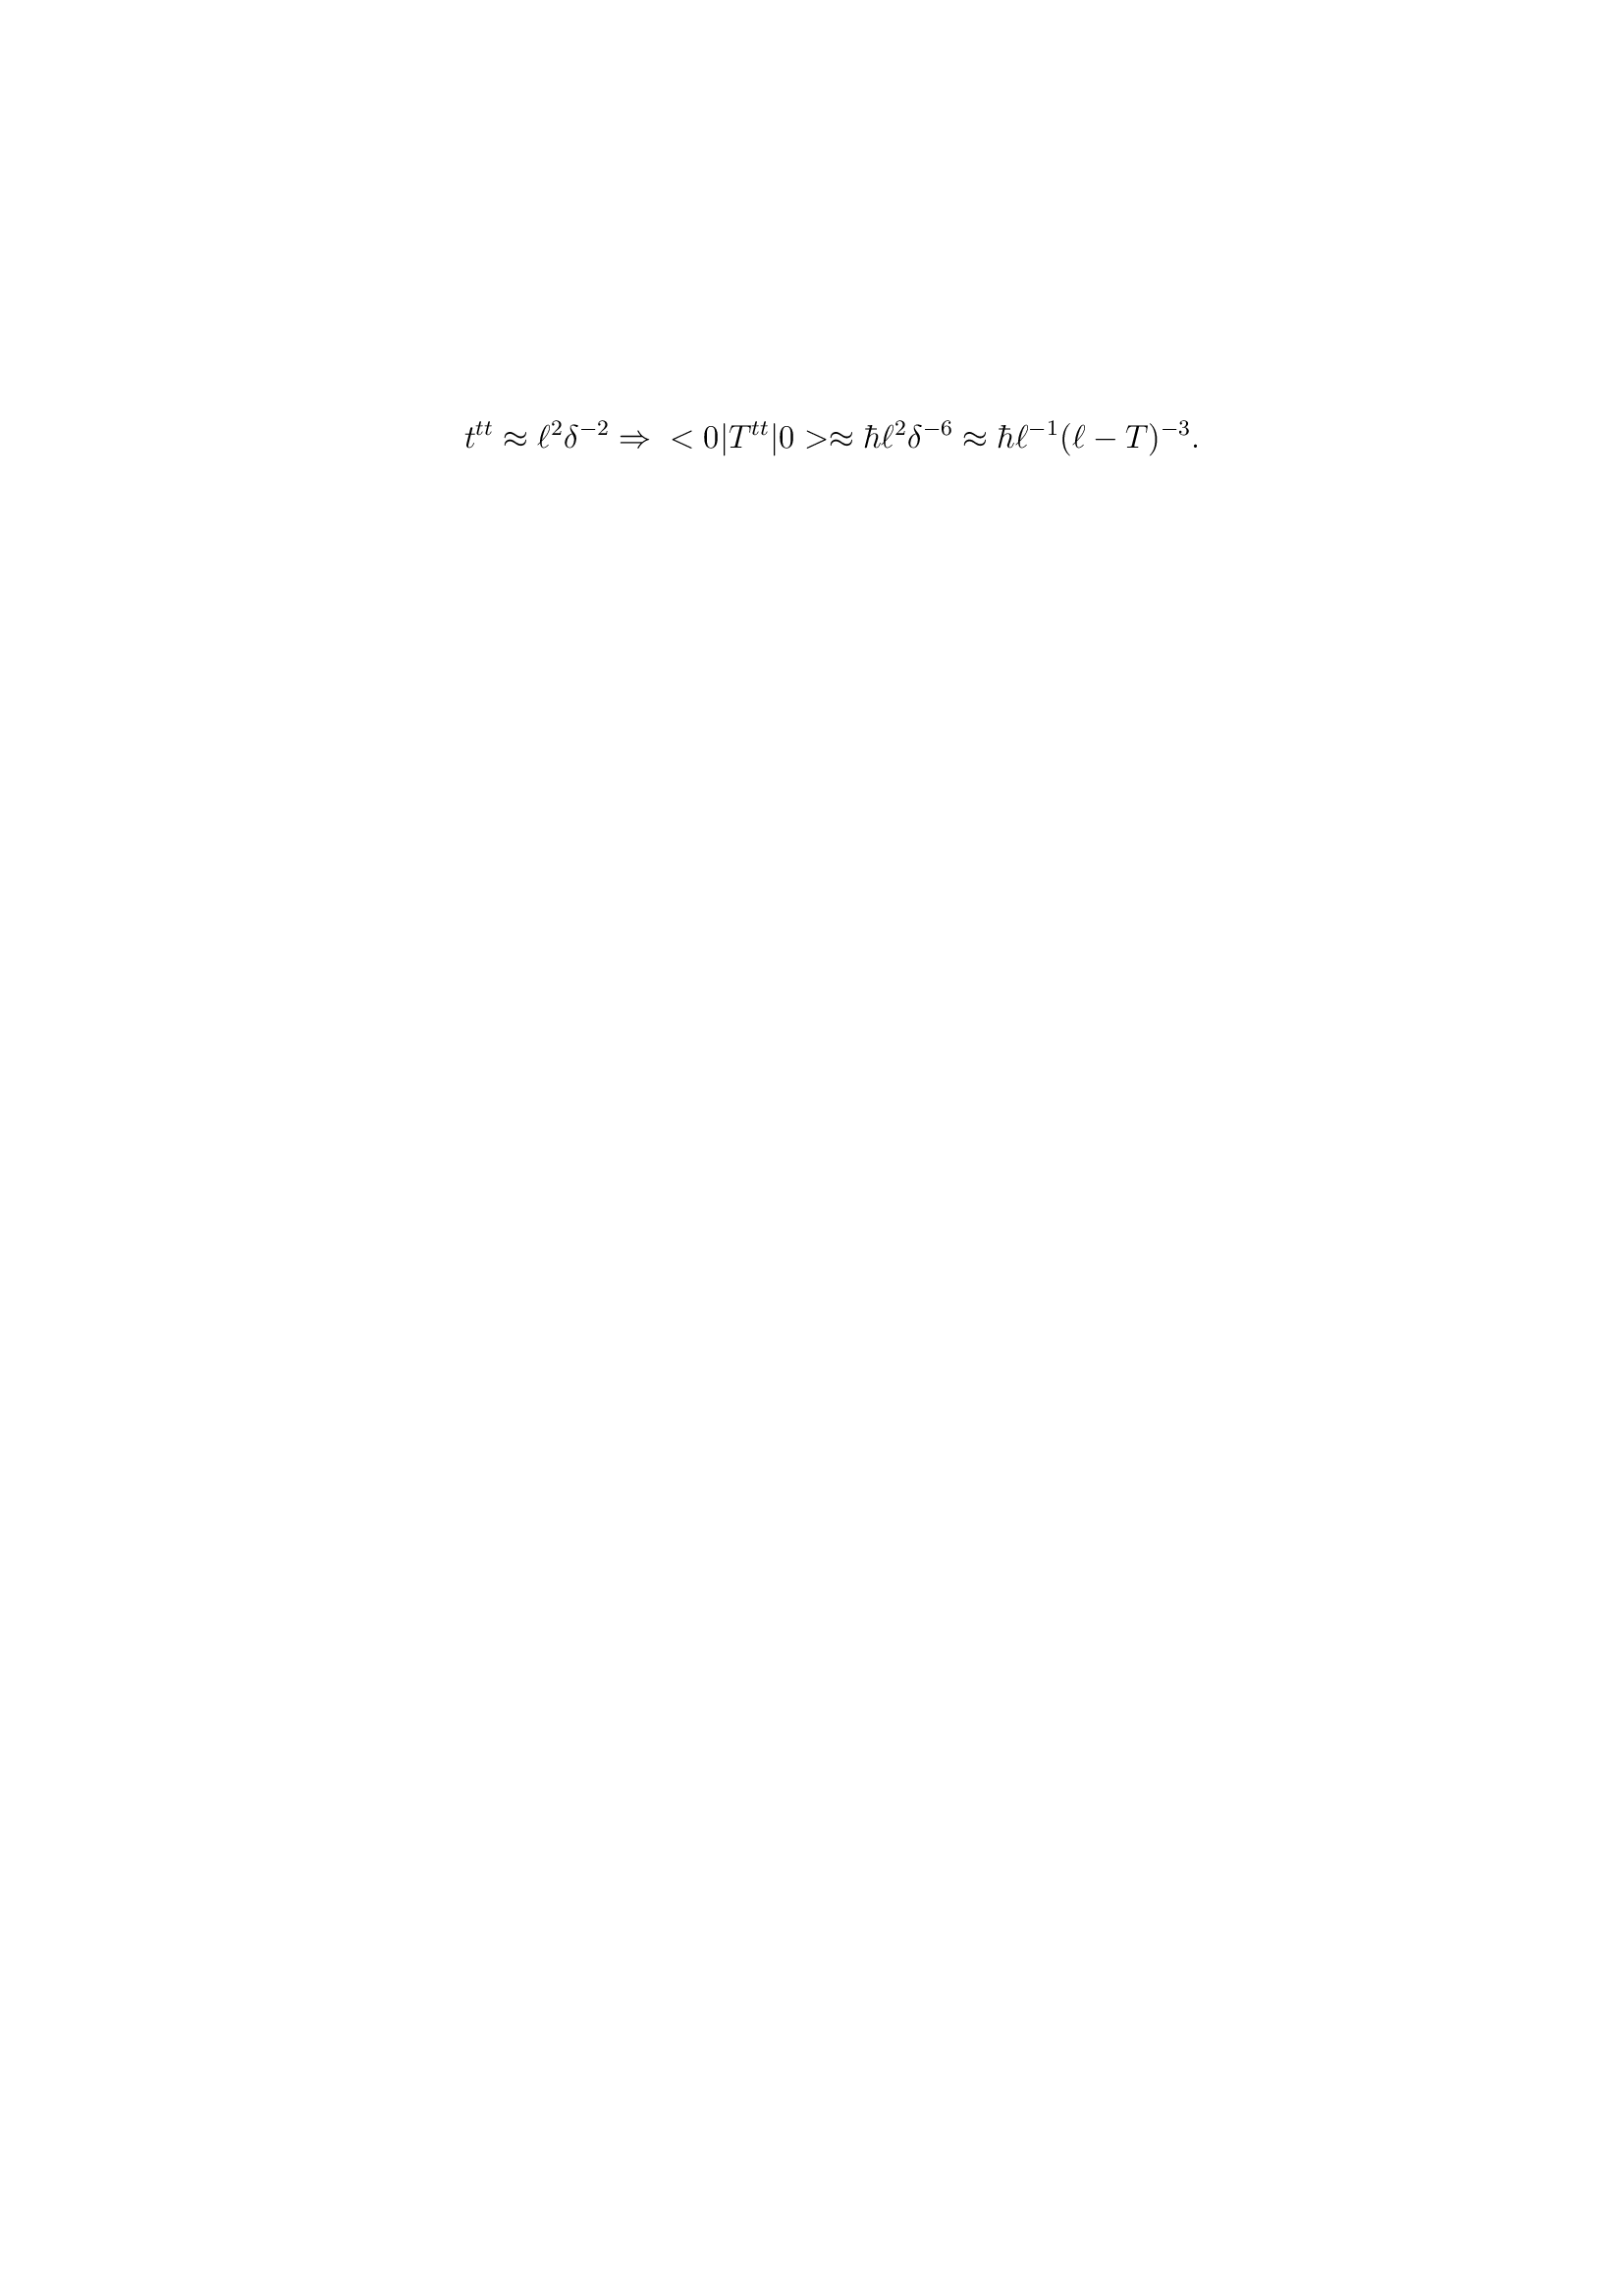 $t^{tt} \approx \ell^2 \delta^{-2} \Rightarrow \ <0|T^{tt}|0> \approx \hbar \ell^2 \delta^{-6} \approx \hbar \ell^{-1} (\ell - T)^{-3}.$